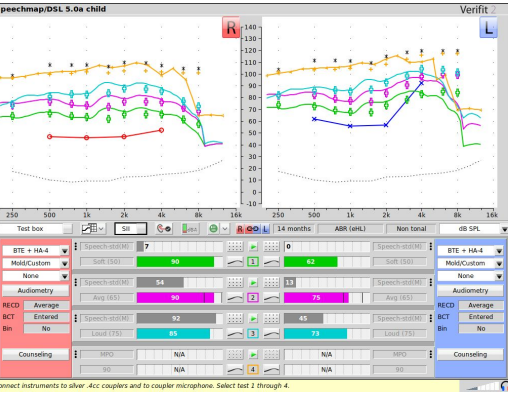 peechmap/DSL 5.0a child Verifit 2
R L
140
130
120
110
100
90
80
70
60
50
40
30
20
10
0
-10
250 500 1k 2k 4k 8k 16k 250 500 1k 2k 4k 8k 16k
Test box SII dBA R L 14 months ABR (eHL) Non tonal dB SPL
BTE + HA-4 Speech-std(M) 7 0 Speech-std(M) BTE + HA-4
Mold/Custom Soft (50) 90 1 62 Soft (50) Mold/Custom
None Speech-std(M) 54 13 Speech-std(M) None
Audiometry Avg (65) 90 2 75 Avg (65) Audiometry
RECD Average RECD Average
BCT Entered Speech-std(M) 92 45 Speech-std(M) BCT Entered
Bin No Loud (75) 85 3 73 Loud (75) Bin No
Counseling MPO N/A N/A MPO Counseling
90 N/A 4 N/A 90
onnect instruments to silver .4cc couplers and to coupler microphone. Select test 1 through 4.